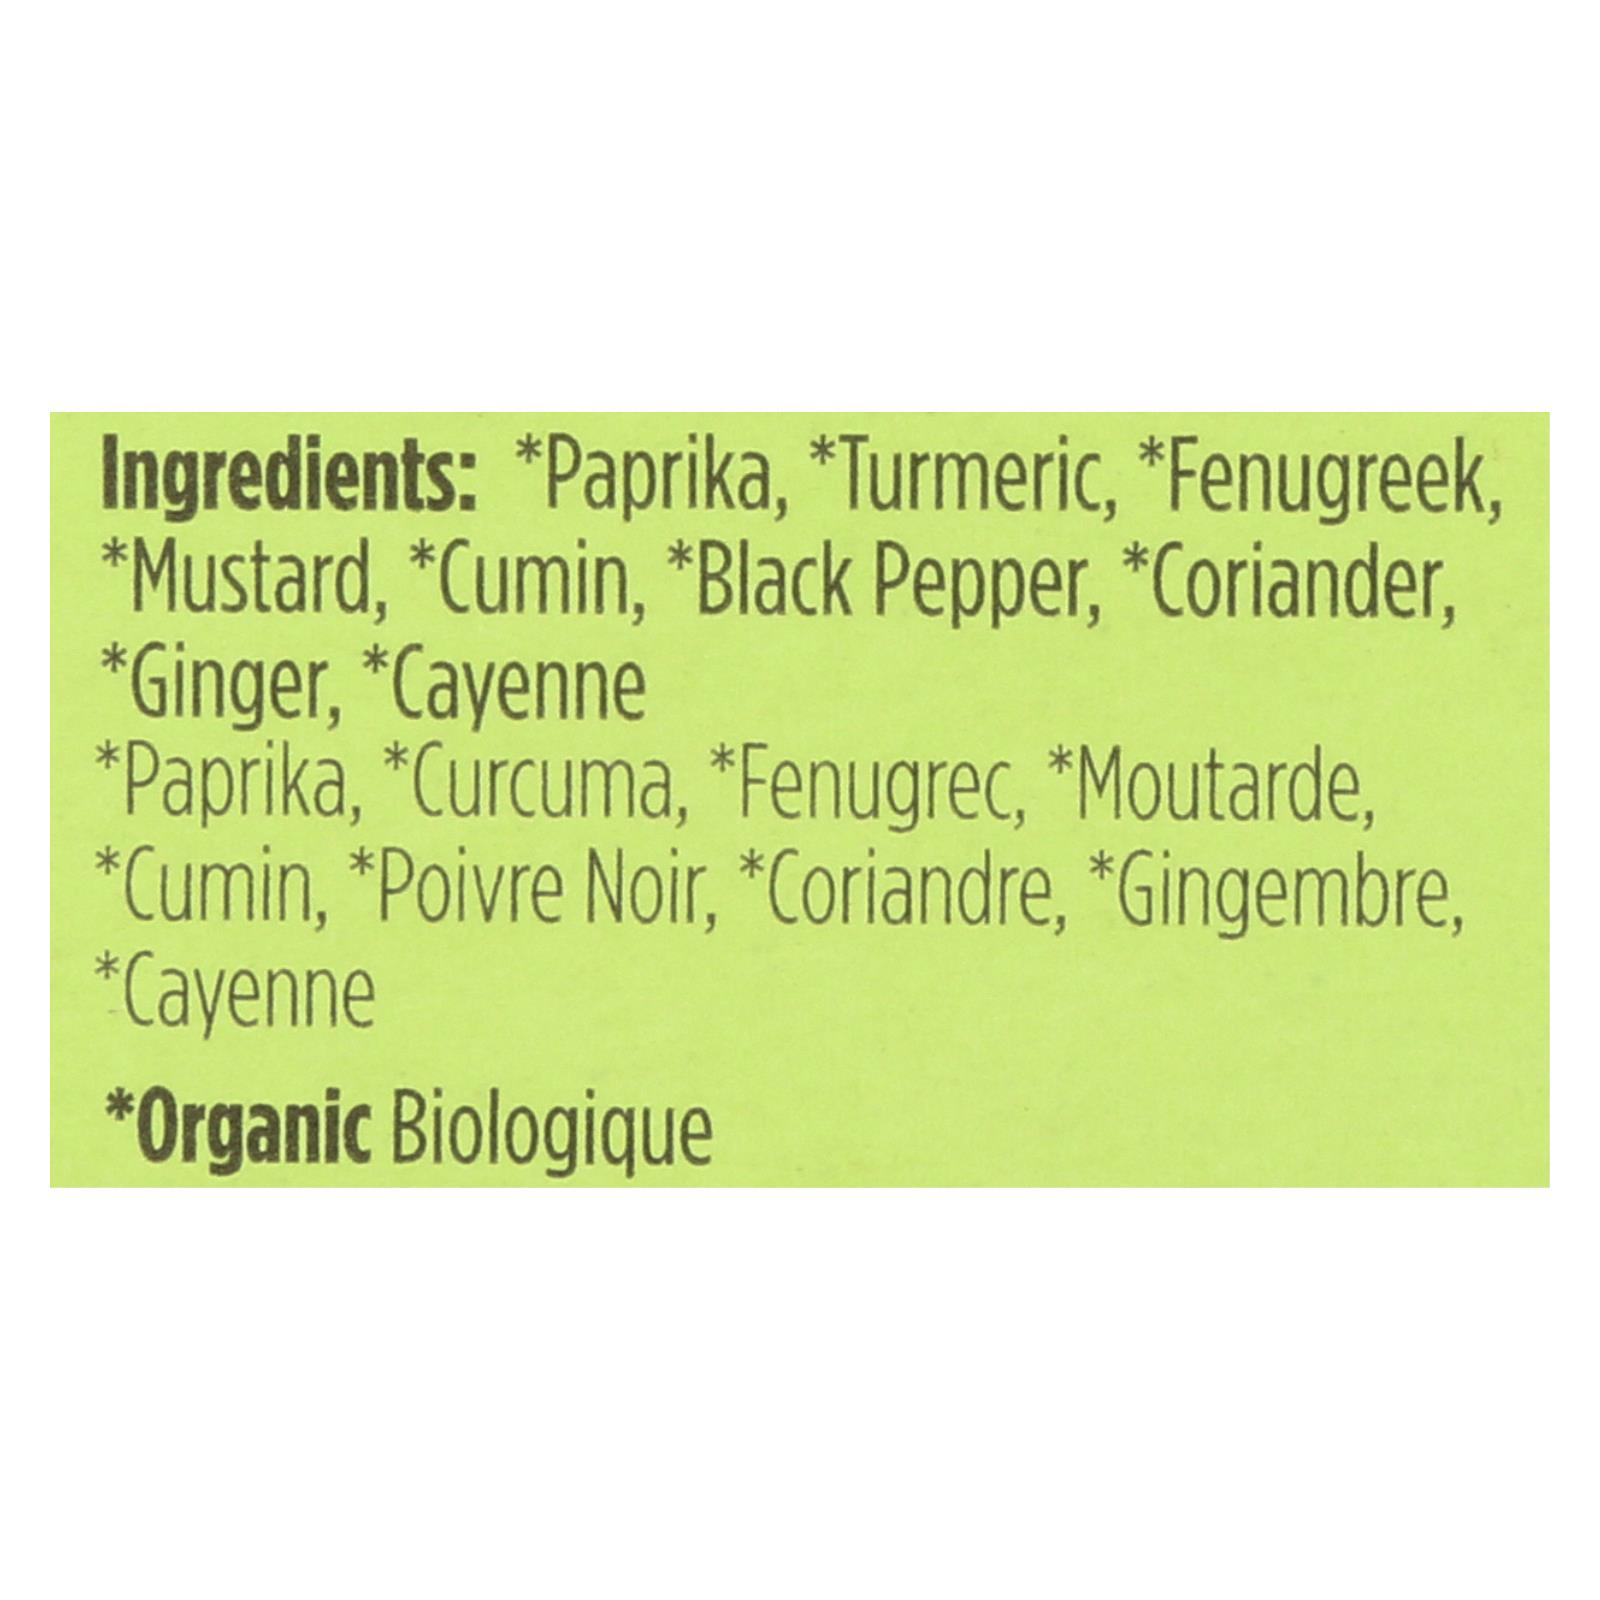 Ingredients: *Paprika, *Turmeric, *Fenugreek,
*Mustard, *Cumin, *Black Pepper, *Coriander,
*Ginger, *Cayenne
*Paprika, *Curcuma, *Fenugrec, *Moutarde,
*Cumin, *Poivre Noir, *Coriandre, *Gingembre,
*Cayenne
*Organic Biologique